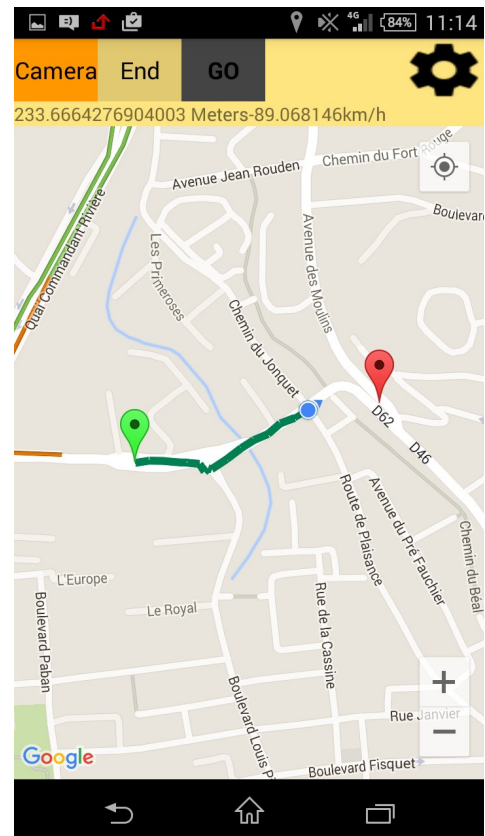 4G 84% 11:14
Camera End GO
233.6664276904003 Meters-89.068146km/h
Chemin du Fort Rouge
Avenue Jean Rouden
Boulevar
Quai Commandant Rivière
Les Primeroses
Avenue des Moulins
Chemin du Jonquet
D62
D46
Route de Plaisance
Avenue du Pré Fauchier
Chemin du Béal
L'Europe
Le Royal
Boulevard Paban
Rue de la Cassine
Boulevard Louis P
+
Rue Janvier
−
Google
Boulevard Fisquet